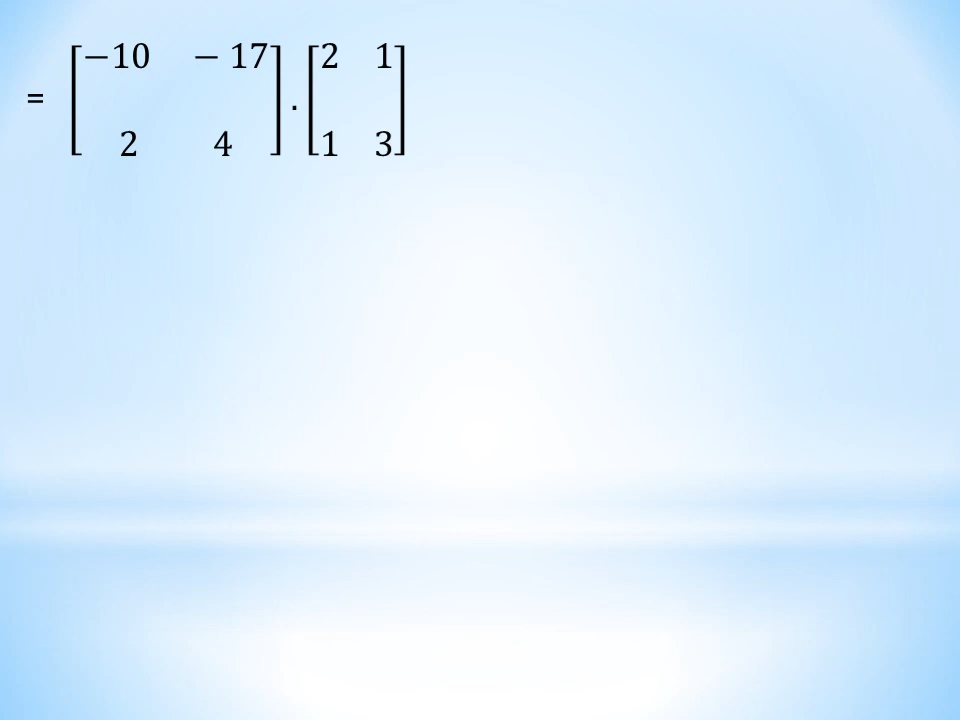 = [−10 − 17
2 4] . [2 1
1 3]